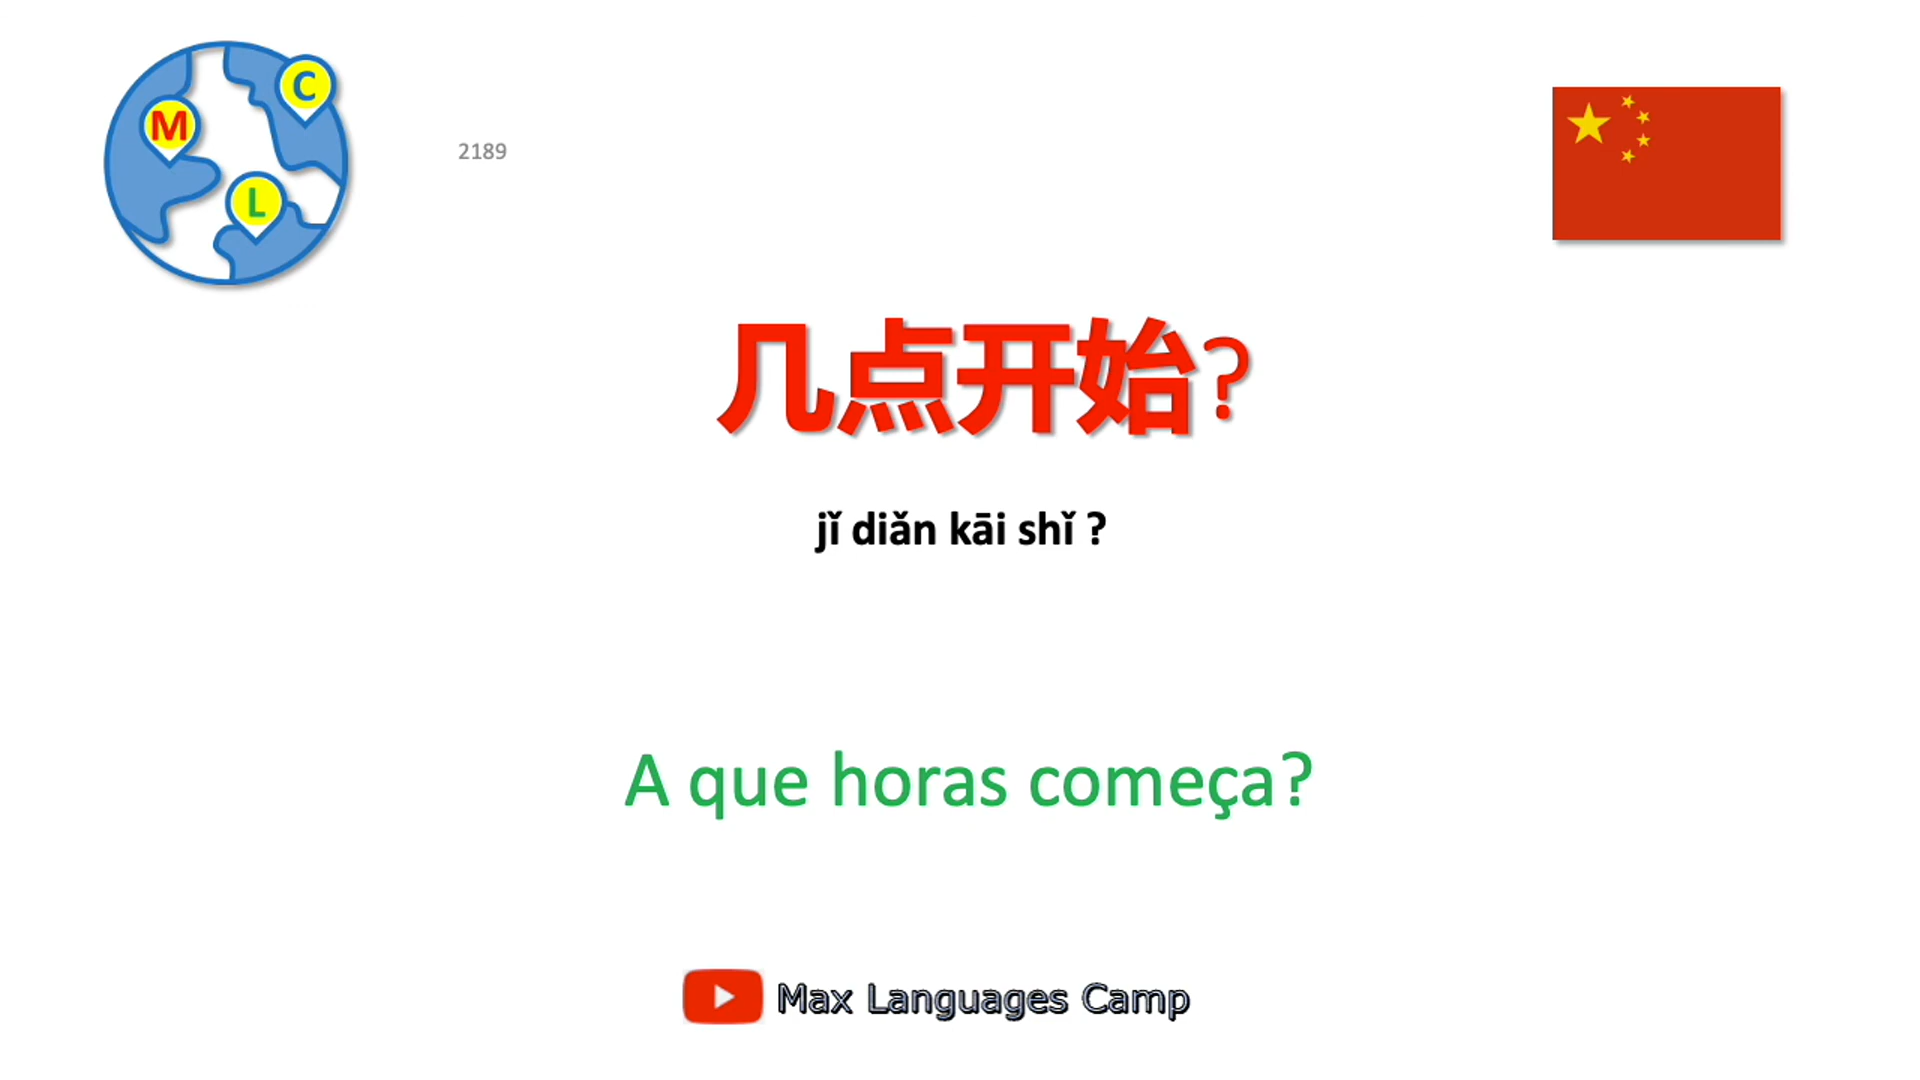 C
M
L
2189
几点开始?
jǐ diǎn kāi shǐ ?
A que horas começa?
Max Languages Camp